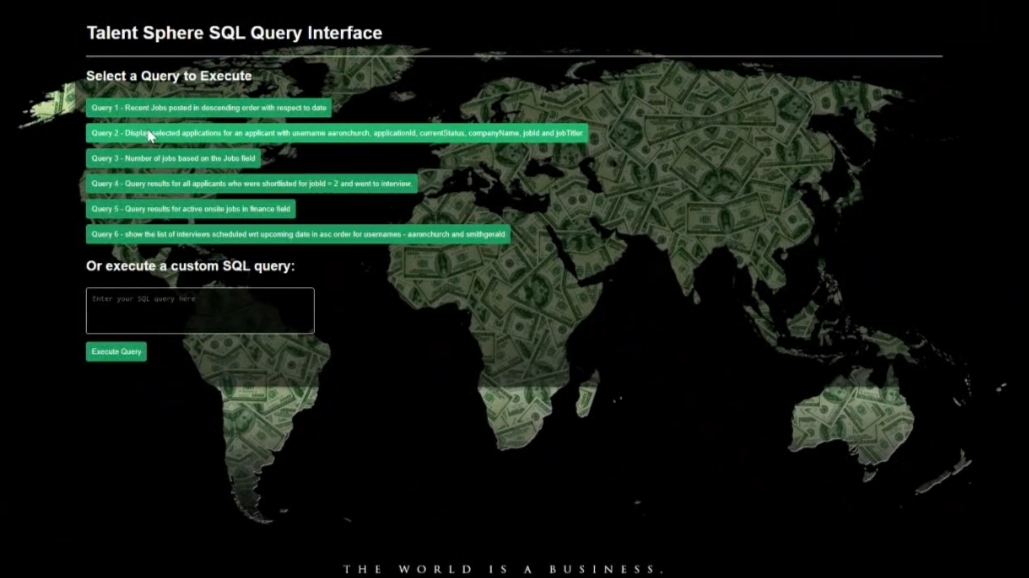 Talent Sphere SQL Query Interface
Select a Query to Execute
Query 1 - Recent Jobs posted in descending order with respect to date
Query 2 - Display selected applications for an applicant with username aaronchurch, applicationId, currentStatus, companyName, jobId and jobTitler
Query 3 - Number of jobs based on the Jobs field
Query 4 - Query results for all applicants who were shortlisted for jobId = 2 and went to interview.
Query 5 - Query results for active onsite jobs in finance field
Query 6 - show the list of interviews scheduled wrt upcoming date in asc order for usernames - aaronchurch and smithgerald
Or execute a custom SQL query:
Enter your SQL query here
Execute Query
THE WORLD IS A BUSINESS.